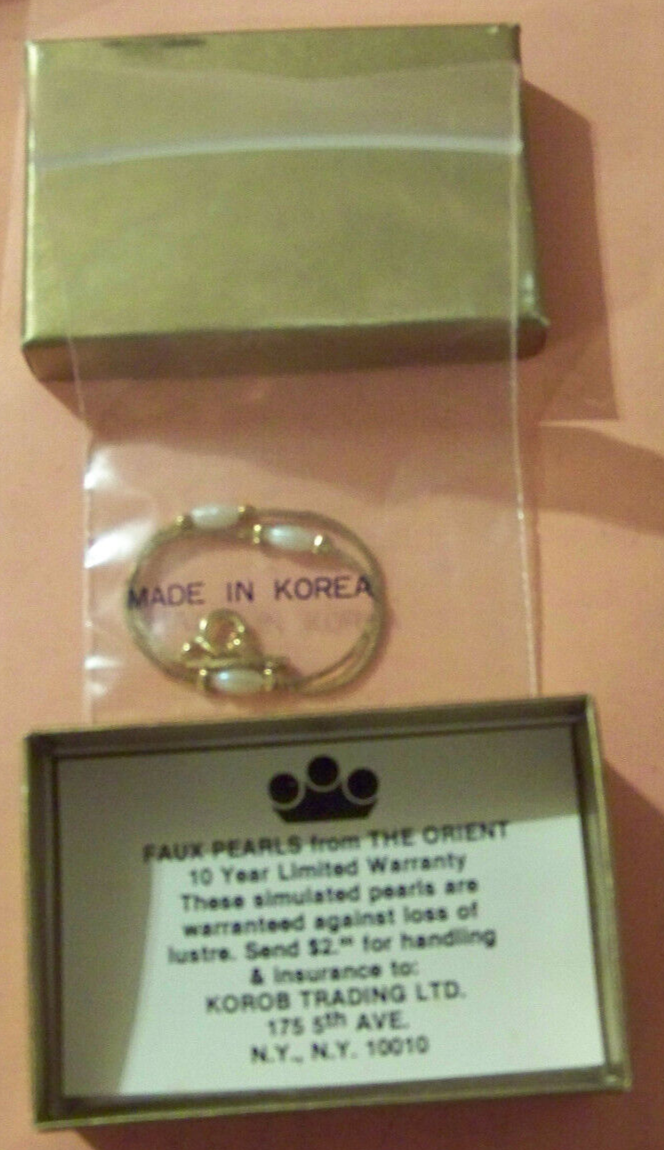 MADE IN KOREA
FAUX PEARLS from THE ORIENT
10 Year Limited Warranty
These simulated pearls are
warranteed against loss of
lustre. Send $2.⁰⁰ for handling
& insurance to:
KOROB TRADING LTD.
175 5th AVE.
N.Y., N.Y. 10010